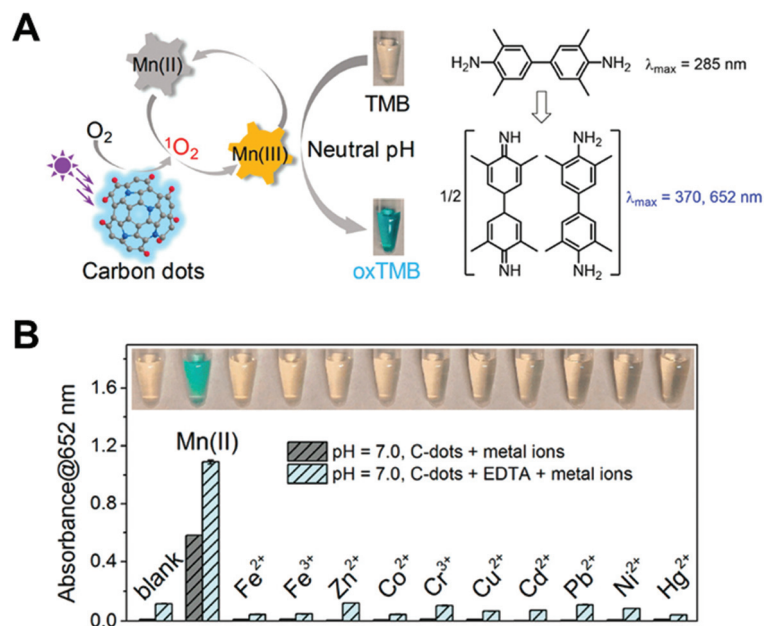 A
Mn(II)
O2
1O2
Mn(III)
Carbon dots
TMB
Neutral pH
oxTMB
H2N
NH2
λmax = 285 nm
NH
NH2
1/2
λmax = 370, 652 nm
NH
NH2
B
Absorbance@652 nm
1.6
1.2
0.8
0.4
0.0
Mn(II)
pH = 7.0, C-dots + metal ions
pH = 7.0, C-dots + EDTA + metal ions
blank
Fe2+
Fe3+
Zn2+
Co2+
Cr3+
Cu2+
Cd2+
Pb2+
Ni2+
Hg2+